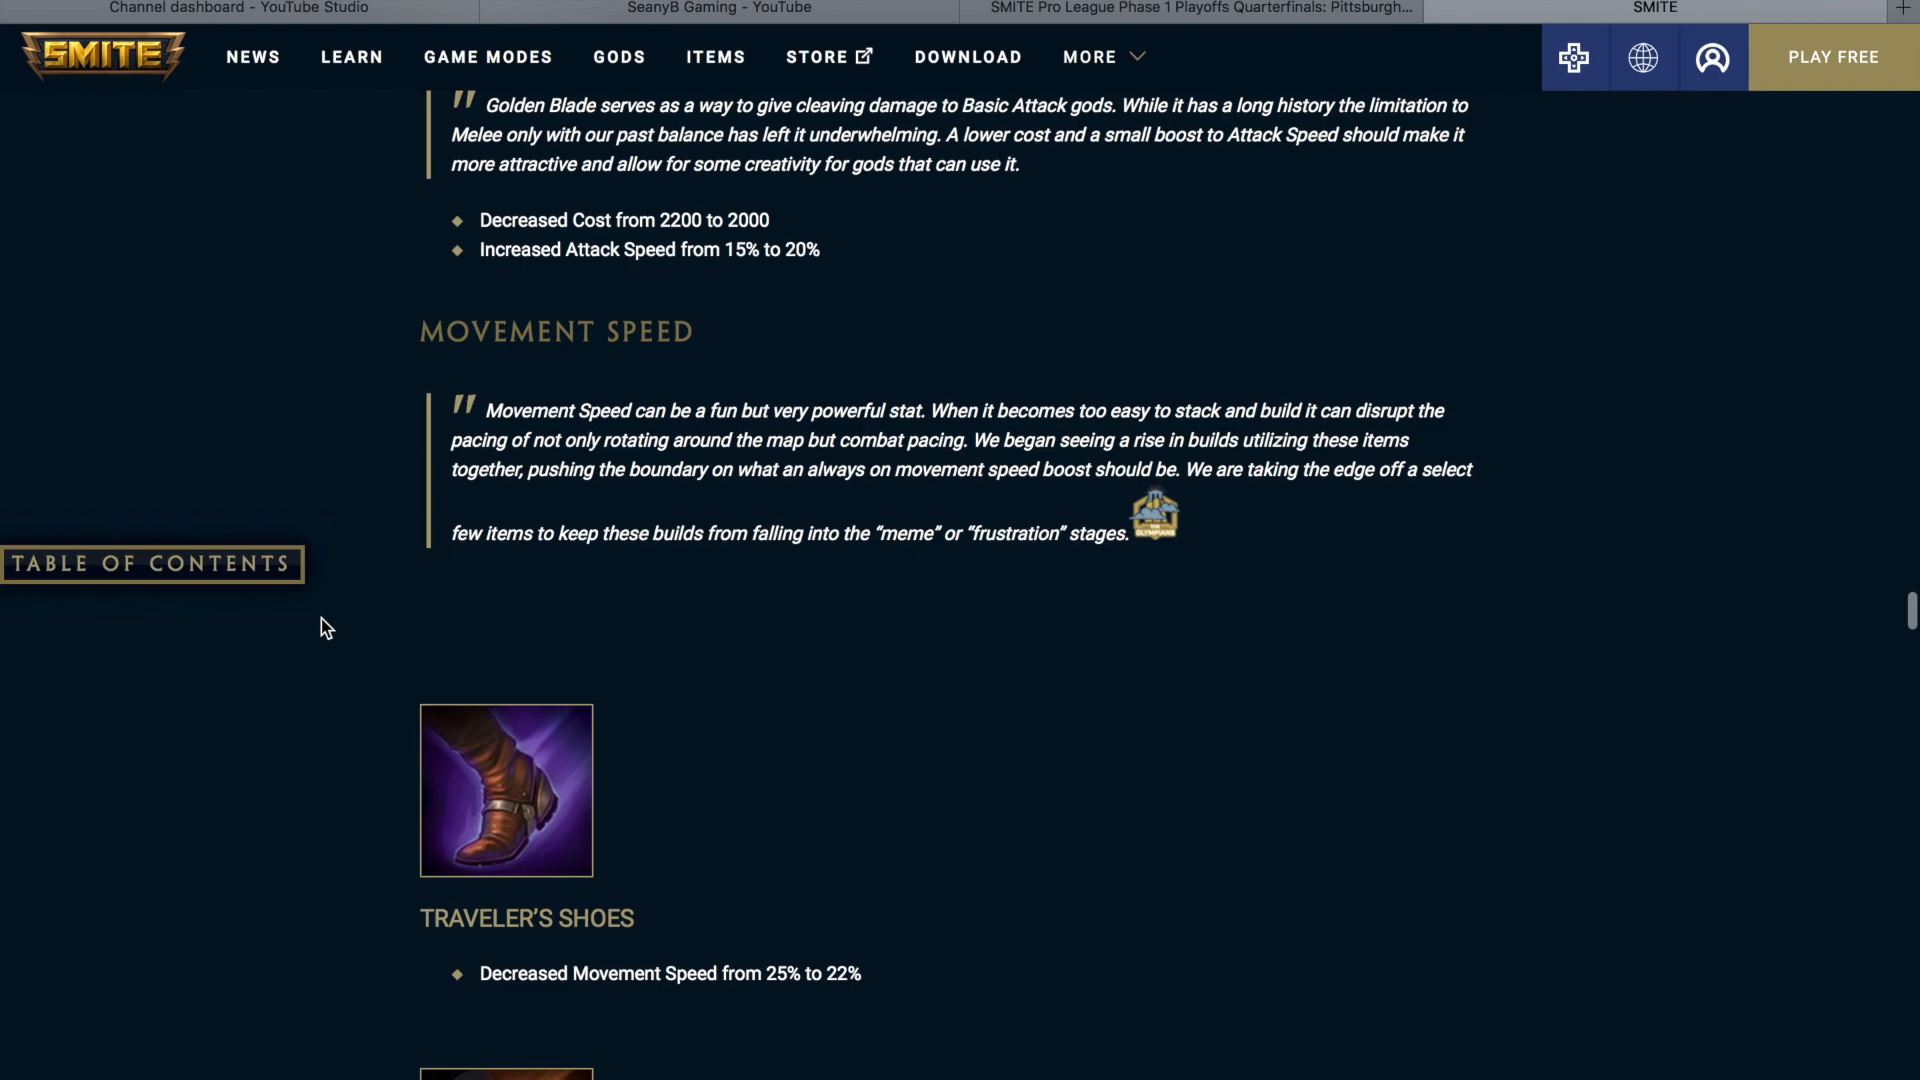 Channel dashboard - YouTube Studio
SeanyB Gaming - YouTube
SMITE Pro League Phase 1 Playoffs Quarterfinals: Pittsburgh...
SMITE
SMITE
NEWS
LEARN
GAME MODES
GODS
ITEMS
STORE
DOWNLOAD
MORE
PLAY FREE
" Golden Blade serves as a way to give cleaving damage to Basic Attack gods. While it has a long history the limitation to
Melee only with our past balance has left it underwhelming. A lower cost and a small boost to Attack Speed should make it
more attractive and allow for some creativity for gods that can use it.
Decreased Cost from 2200 to 2000
Increased Attack Speed from 15% to 20%
MOVEMENT SPEED
" Movement Speed can be a fun but very powerful stat. When it becomes too easy to stack and build it can disrupt the
pacing of not only rotating around the map but combat pacing. We began seeing a rise in builds utilizing these items
together, pushing the boundary on what an always on movement speed boost should be. We are taking the edge off a select
few items to keep these builds from falling into the “meme” or “frustration” stages.
OLYMPIANS
TABLE OF CONTENTS
TRAVELER’S SHOES
Decreased Movement Speed from 25% to 22%